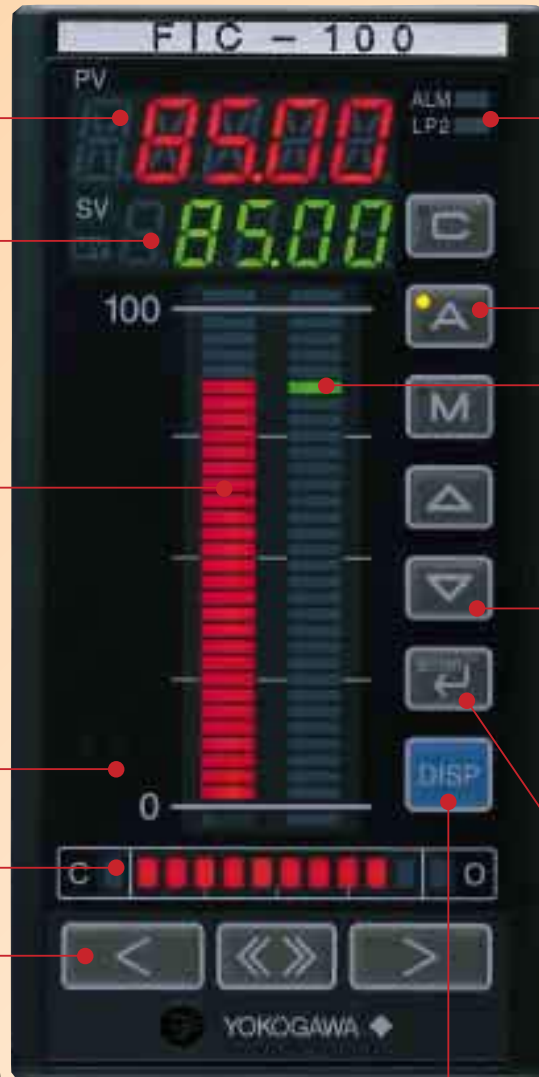 FIC - 100
PV
85.00
ALM
LP2
SV
85.00
C
A
100
M
DISP
0
C O
< « » >
YOKOGAWA